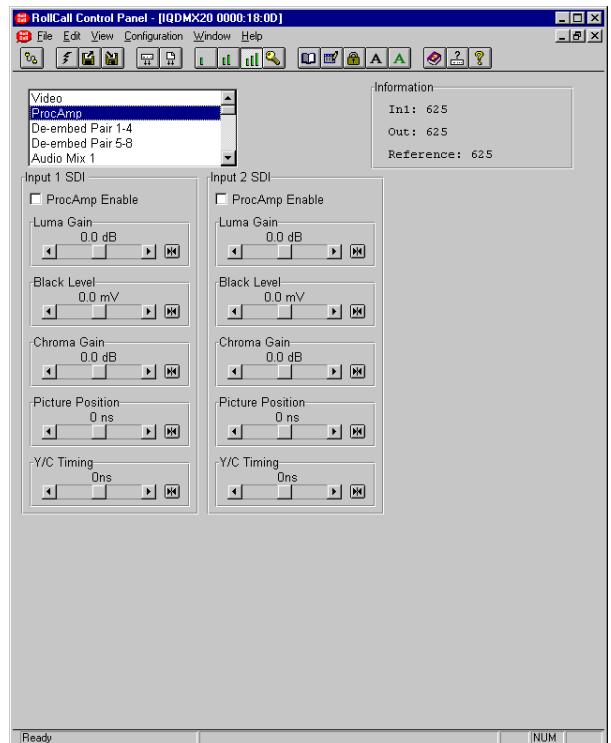 RollCall Control Panel - [IQDMX20 0000:18:0D]
File Edit View Configuration Window Help
A A
Information
In1: 625
Out: 625
Reference: 625
Video
ProcAmp
De-embed Pair 1-4
De-embed Pair 5-8
Audio Mix 1
Input 1 SDI
ProcAmp Enable
Luma Gain
0.0 dB
Black Level
0.0 mV
Chroma Gain
0.0 dB
Picture Position
0 ns
Y/C Timing
0ns
Input 2 SDI
ProcAmp Enable
Luma Gain
0.0 dB
Black Level
0.0 mV
Chroma Gain
0.0 dB
Picture Position
0 ns
Y/C Timing
0ns
Ready
NUM